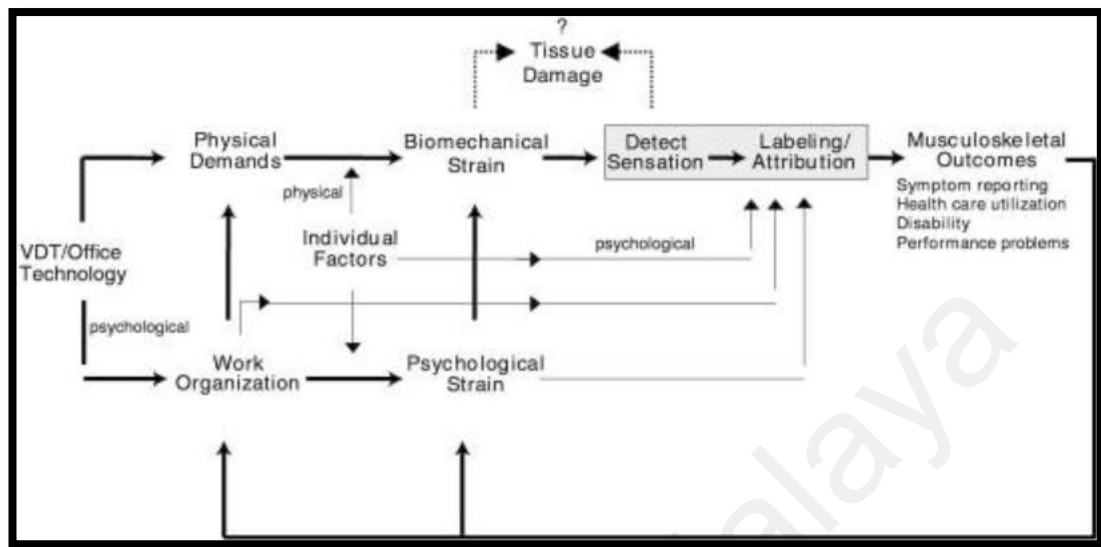 ?
Tissue
Damage
Physical
Demands
Biomechanical
Strain
Detect
Sensation
Labeling/
Attribution
Musculoskeletal
Outcomes
Symptom reporting
Health care utilization
Disability
Performance problems
physical
Individual
Factors
psychological
VDT/Office
Technology
psychological
Work
Organization
Psychological
Strain
alaya